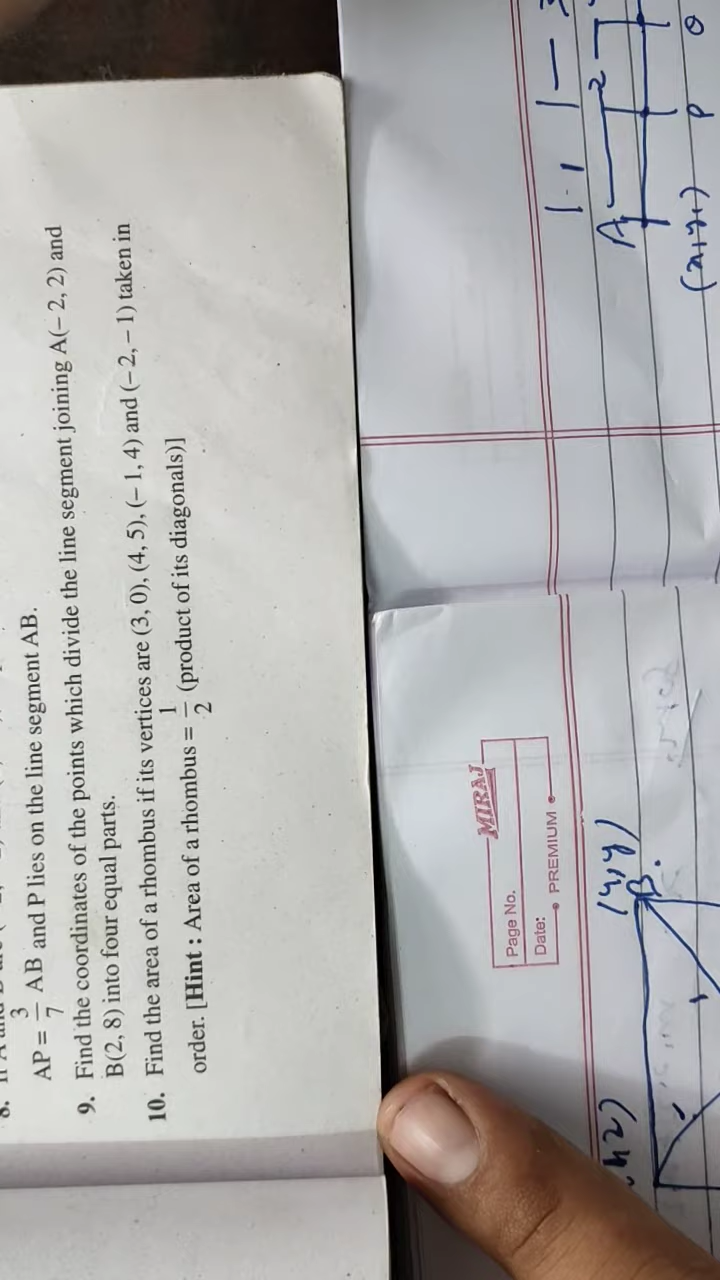 AP = 3/7 AB and P lies on the line segment AB.
9. Find the coordinates of the points which divide the line segment joining A(– 2, 2) and
B(2, 8) into four equal parts.
10. Find the area of a rhombus if its vertices are (3, 0), (4, 5), (– 1, 4) and (– 2, – 1) taken in
order. [Hint : Area of a rhombus = 1/2 (product of its diagonals)]
MIRAJ
Page No.
Date:
PREMIUM
B.
A
P